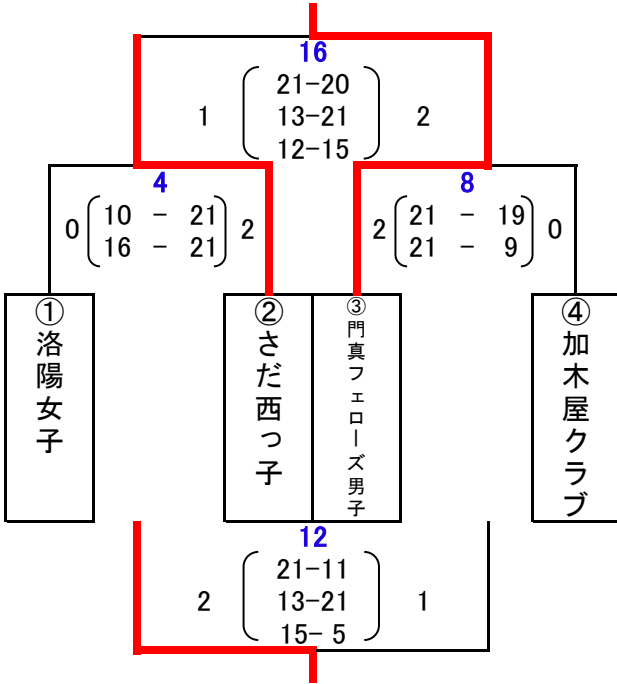 16
21-20
1 13-21 2
12-15
4
0 10 - 21 2
16 - 21
8
2 21 - 19 0
21 - 9
①洛陽女子
②さだ西っ子
③門真フェローズ男子
④加木屋クラブ
12
21-11
2 13-21 1
15- 5